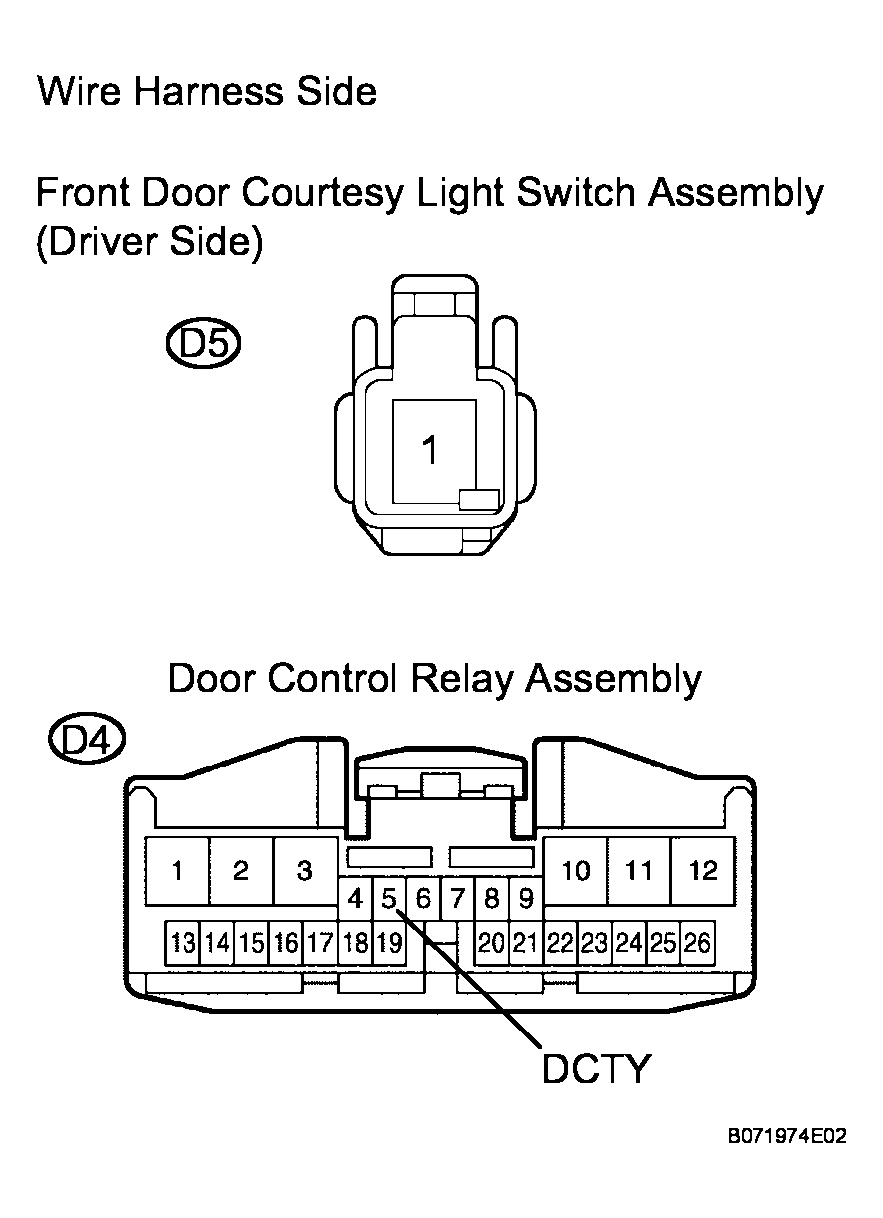 Wire Harness Side
Front Door Courtesy Light Switch Assembly
(Driver Side)
D5
1
Door Control Relay Assembly
D4
1 2 3 10 11 12
4 5 6 7 8 9
13 14 15 16 17 18 19 20 21 22 23 24 25 26
DCTY
B071974E02